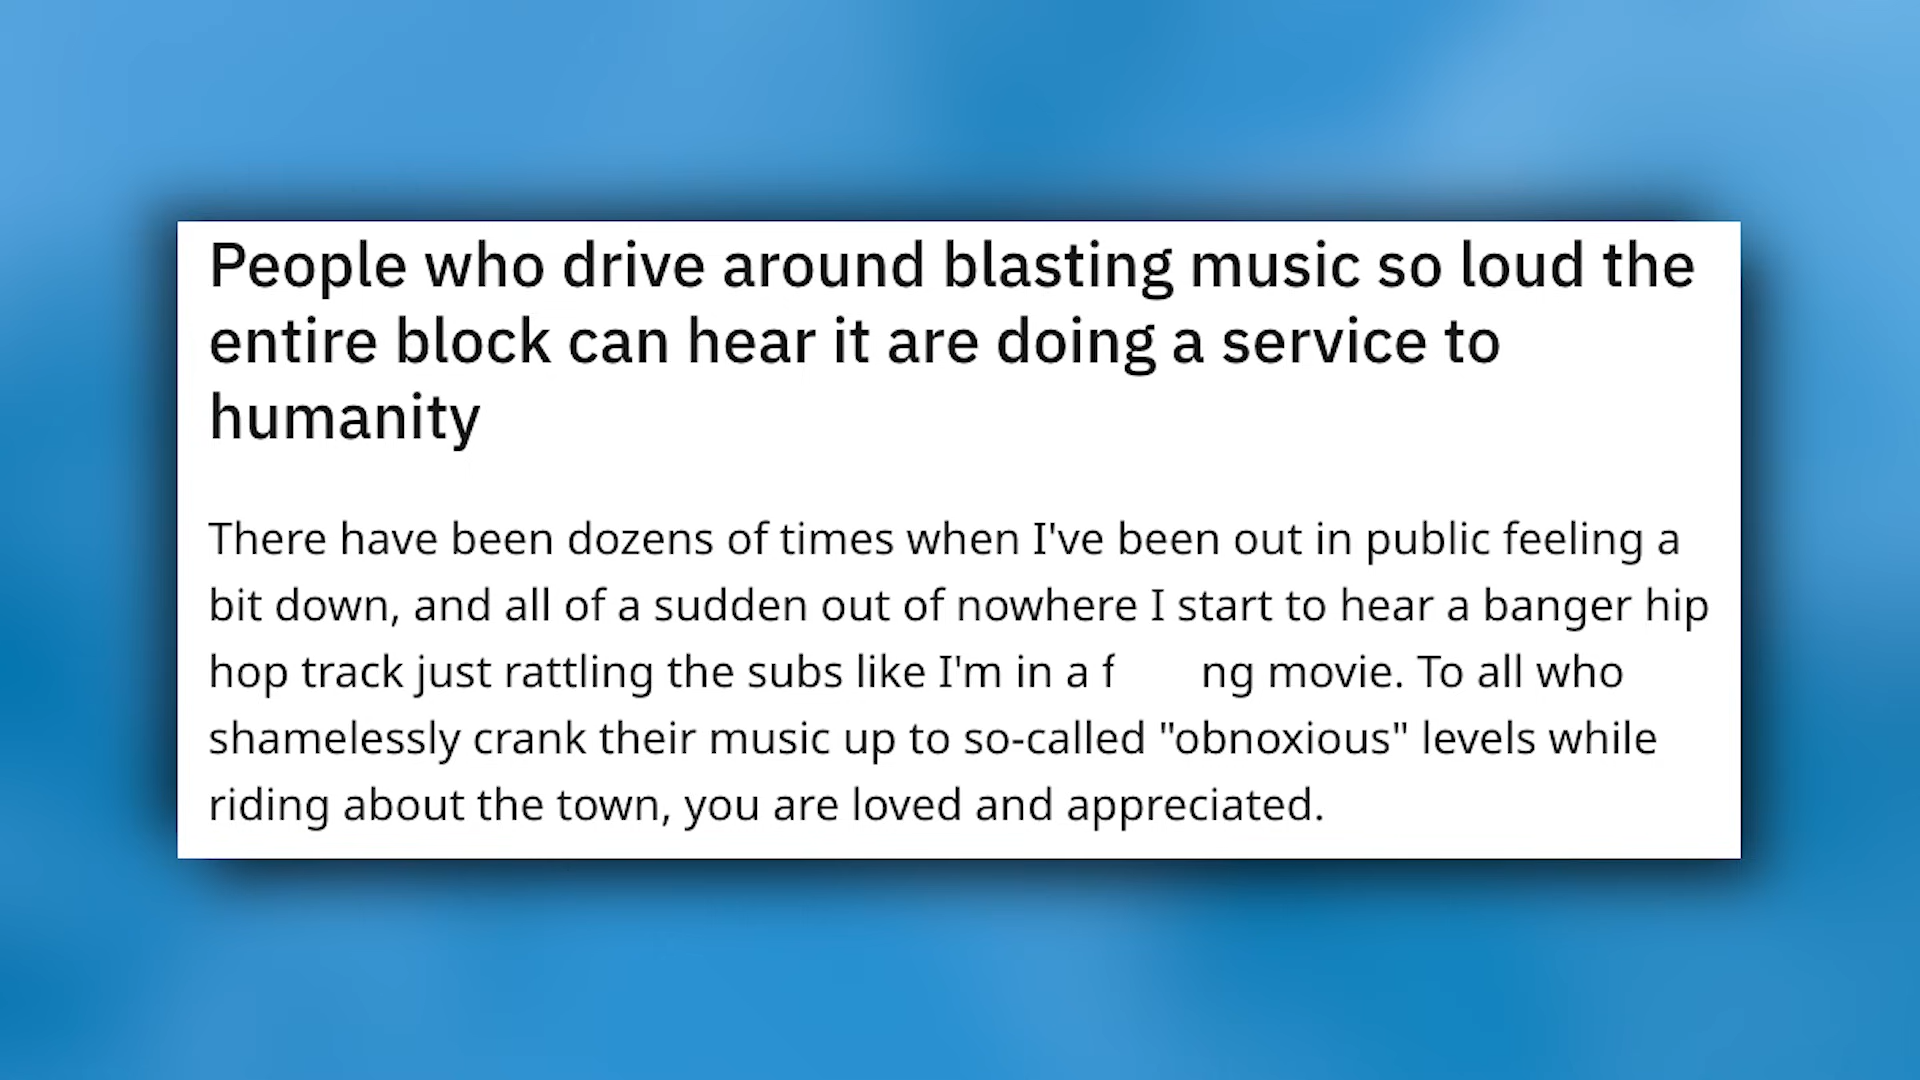 People who drive around blasting music so loud the
entire block can hear it are doing a service to
humanity
There have been dozens of times when I've been out in public feeling a
bit down, and all of a sudden out of nowhere I start to hear a banger hip
hop track just rattling the subs like I'm in a f ng movie. To all who
shamelessly crank their music up to so-called "obnoxious" levels while
riding about the town, you are loved and appreciated.